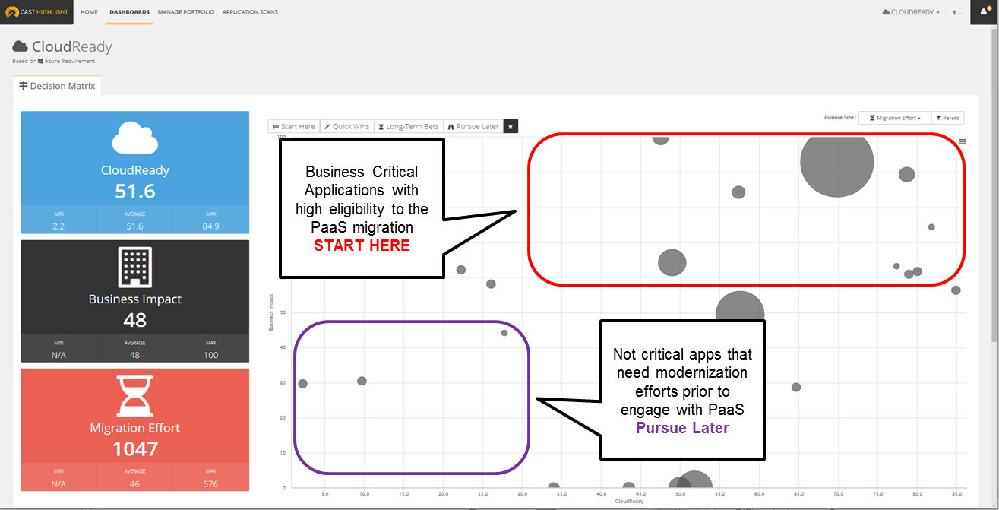 CAST HIGHLIGHT
HOME
DASHBOARDS
MANAGE PORTFOLIO
APPLICATION SCANS
CLOUDREADY
...
CloudReady
Based on Azure Requirement
Decision Matrix
CloudReady
51.6
MIN AVERAGE MAX
2.2 51.6 84.9
Business Impact
48
MIN AVERAGE MAX
N/A 48 100
Migration Effort
1047
MIN AVERAGE MAX
N/A 46 576
Start Here
Quick Wins
Long-Term Bets
Pursue Later
Bubble Size :
Migration Effort
Pareto
100
Business Critical
Applications with
high eligibility to the
PaaS migration
START HERE
Business Impact
50
40
30
20
10
0
Not critical apps that
need modernization
efforts prior to
engage with PaaS
Pursue Later
5.0 10.0 15.0 20.0 25.0 30.0 35.0 40.0 45.0 50.0 55.0 60.0 65.0 70.0 75.0 80.0 85.0
CloudReady